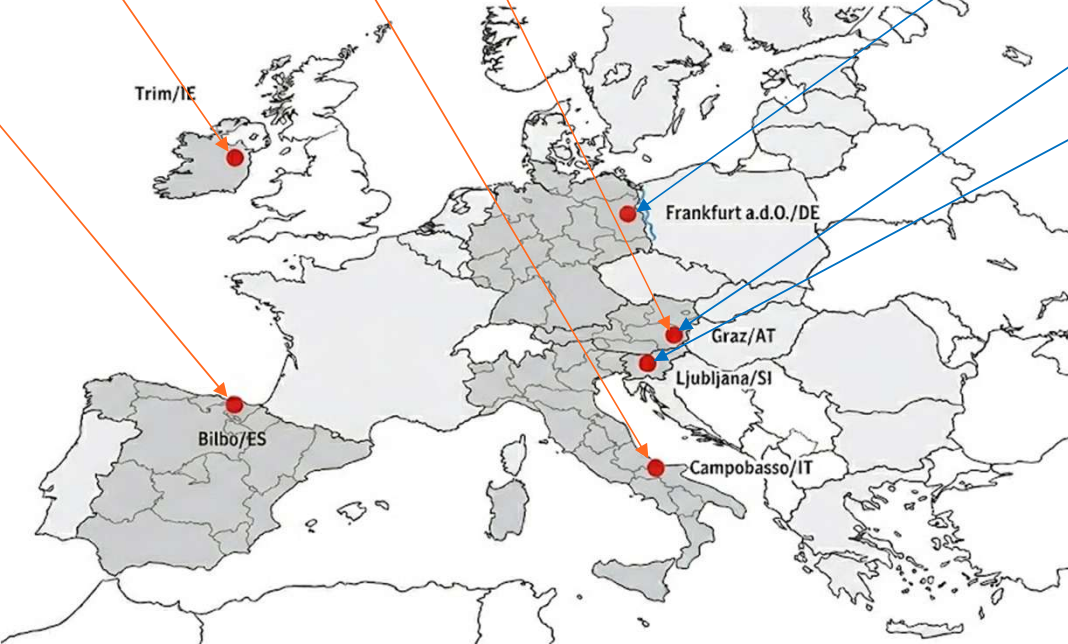 Trim/IE
Frankfurt a.d.O./DE
Graz/AT
Ljubljana/SI
Bilbo/ES
Campobasso/IT